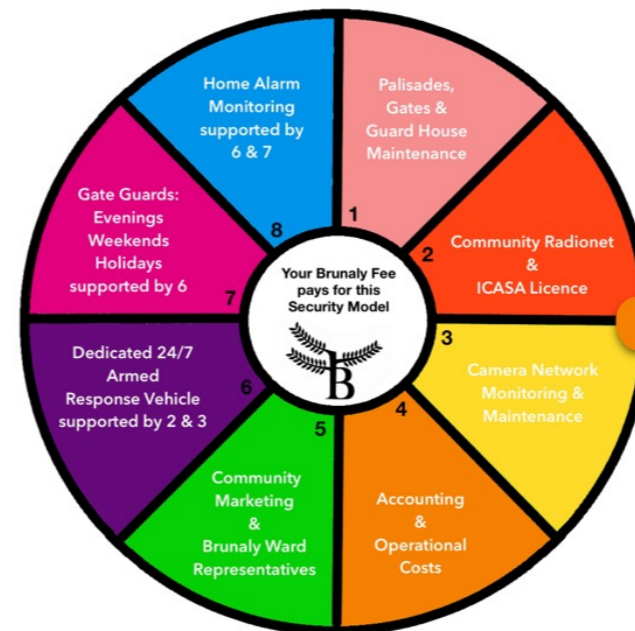 Your Brunaly Fee
pays for this
Security Model
B
1
Palisades,
Gates &
Guard House
Maintenance
2
Community Radionet
&
ICASA Licence
3
Camera Network
Monitoring &
Maintenance
4
Accounting
&
Operational
Costs
5
Community
Marketing
&
Brunaly Ward
Representatives
6
Dedicated 24/7
Armed
Response Vehicle
supported by 2 & 3
7
Gate Guards:
Evenings
Weekends
Holidays
supported by 6
8
Home Alarm
Monitoring
supported by
6 & 7